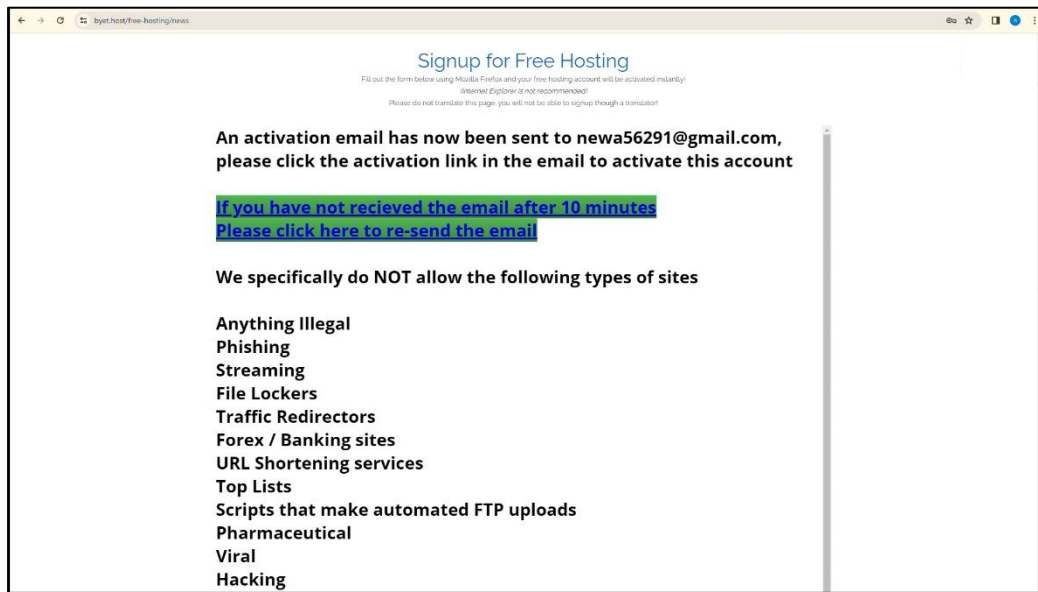 byet.host/free-hosting/news
Signup for Free Hosting
Fill out the form below using Mozilla Firefox and your free hosting account will be activated instantly!
(Internet Explorer is not recommended)
Please do not translate this page, you will not be able to signup though a translator!
An activation email has now been sent to newa56291@gmail.com,
please click the activation link in the email to activate this account
If you have not recieved the email after 10 minutes
Please click here to re-send the email
We specifically do NOT allow the following types of sites
Anything Illegal
Phishing
Streaming
File Lockers
Traffic Redirectors
Forex / Banking sites
URL Shortening services
Top Lists
Scripts that make automated FTP uploads
Pharmaceutical
Viral
Hacking